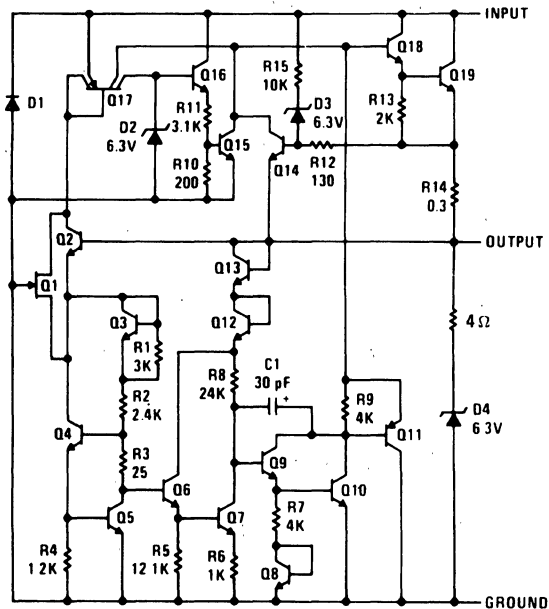 INPUT
Q18
Q19
R15
10K
Q16
Q17
D1
R11
3.1K
D3
6.3V
R13
2K
D2
6.3V
Q15
R10
200
Q14
R12
130
R14
0.3
Q2
OUTPUT
Q13
Q1
Q3
Q12
R1
3K
4 Ω
C1
30 pF
+
R8
24K
R2
2.4K
R9
4K
D4
6 3V
Q4
Q11
R3
25
Q9
Q6
Q10
Q5
Q7
R7
4K
R4
1 2K
R5
12 1K
R6
1K
Q8
GROUND